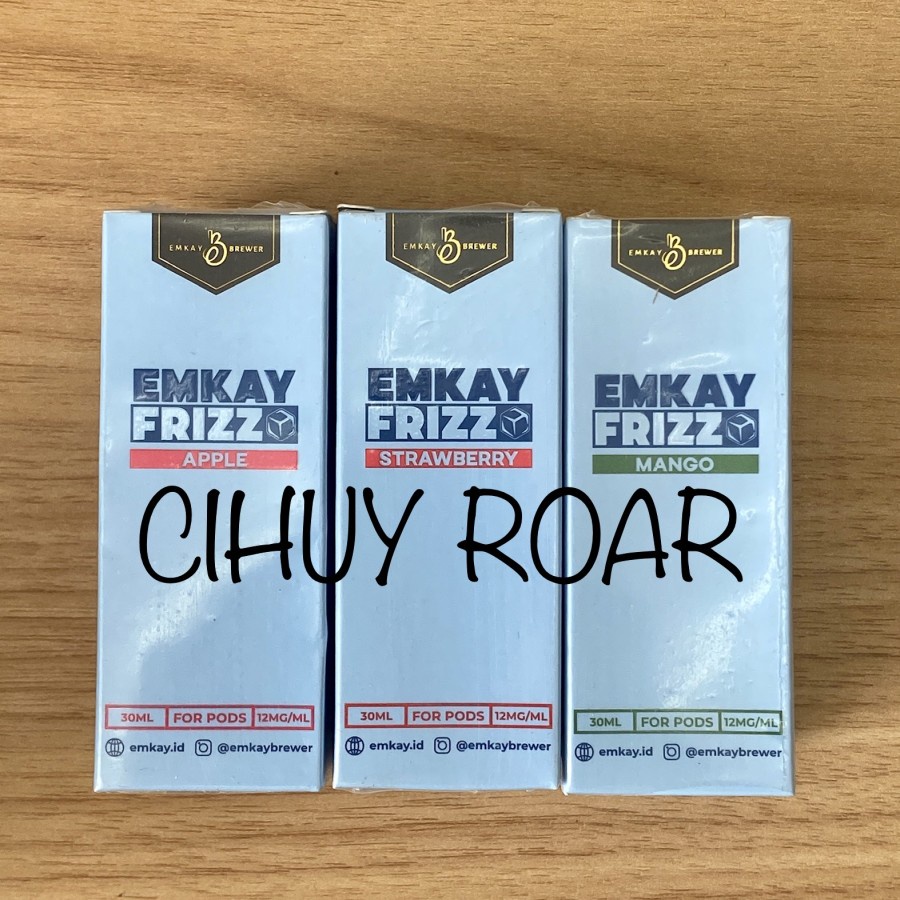 EMKAY B BREWER
EMKAY
FRIZZ
APPLE
30ML FOR PODS 12MG/ML
emkay.id @emkaybrewer
EMKAY B BREWER
EMKAY
FRIZZ
STRAWBERRY
30ML FOR PODS 12MG/ML
emkay.id @emkaybrewer
EMKAY B BREWER
EMKAY
FRIZZ
MANGO
30ML FOR PODS 12MG/ML
emkay.id @emkaybrewer
CIHUY ROAR